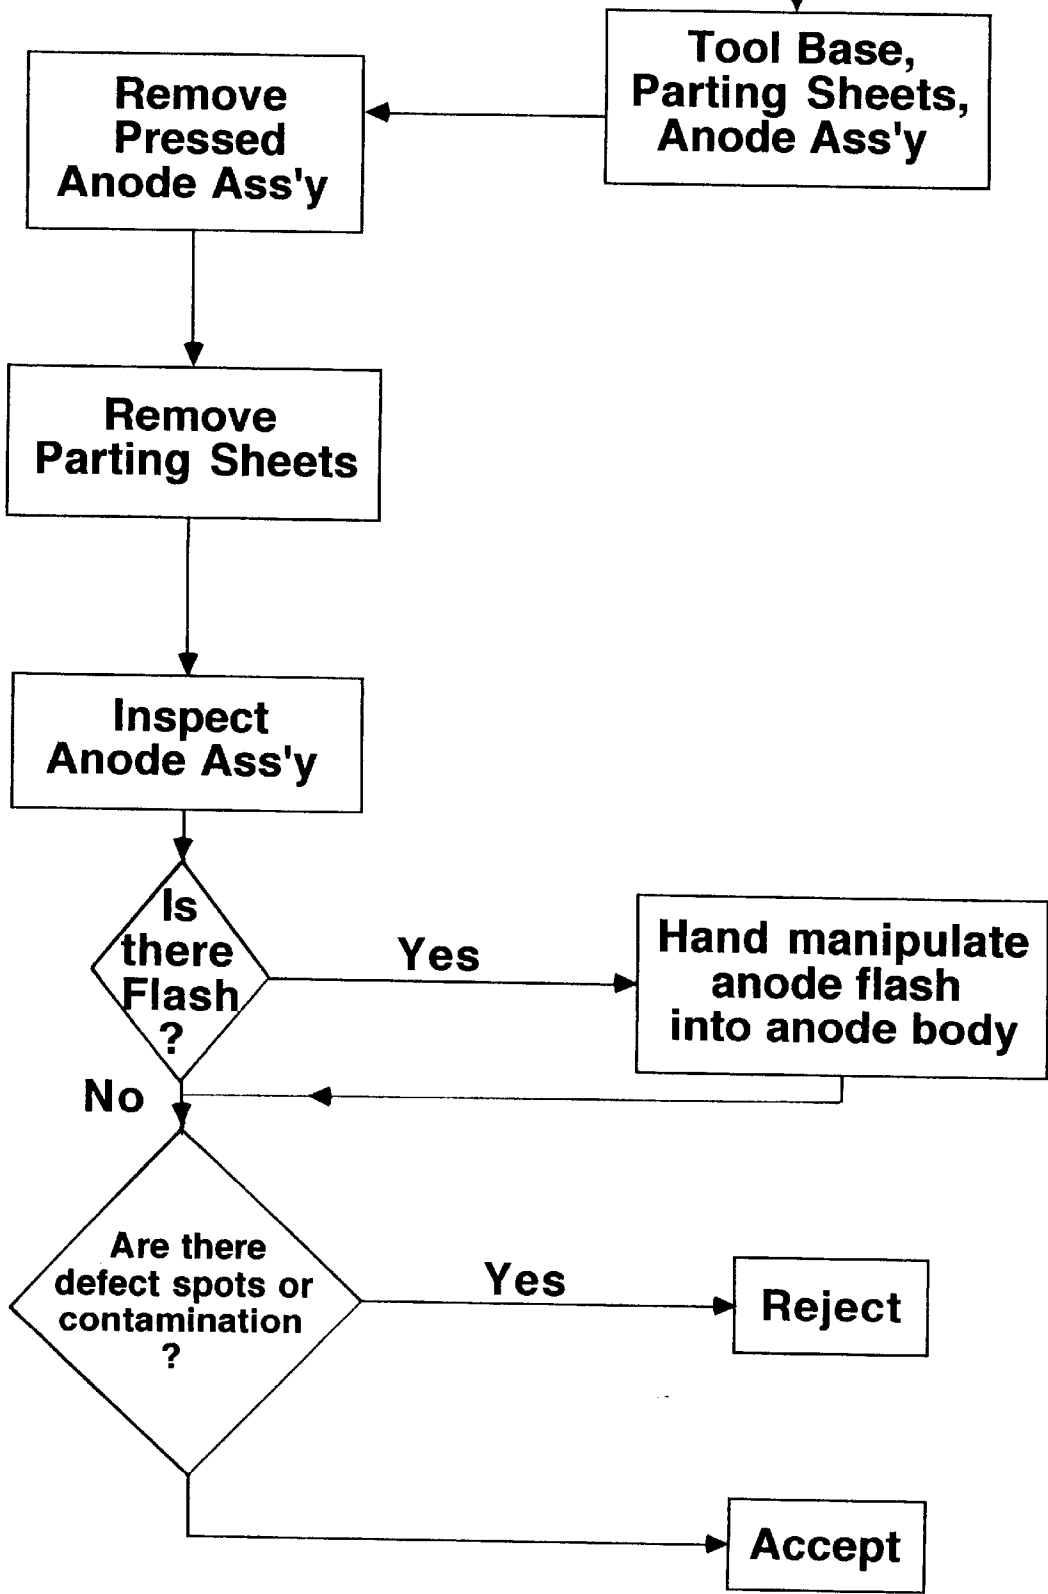 Tool Base,
Parting Sheets,
Anode Ass'y
Remove
Pressed
Anode Ass'y
Remove
Parting Sheets
Inspect
Anode Ass'y
Is
there
Flash
?
Yes
Hand manipulate
anode flash
into anode body
No
Are there
defect spots or
contamination
?
Yes
Reject
Accept